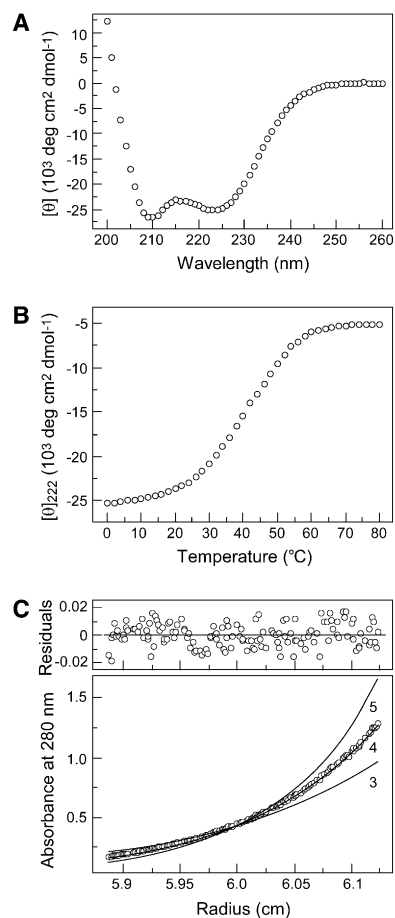 A
[θ] (10³ deg cm² dmol⁻¹)
10
5
0
-5
-10
-15
-20
-25
200 210 220 230 240 250 260
Wavelength (nm)
B
[θ]₂₂₂ (10³ deg cm² dmol⁻¹)
-5
-10
-15
-20
-25
0 10 20 30 40 50 60 70 80
Temperature (°C)
C
Residuals
0.02
0
-0.02
Absorbance at 280 nm
1.5
1.0
0.5
5
4
3
5.9 5.95 6.0 6.05 6.1
Radius (cm)